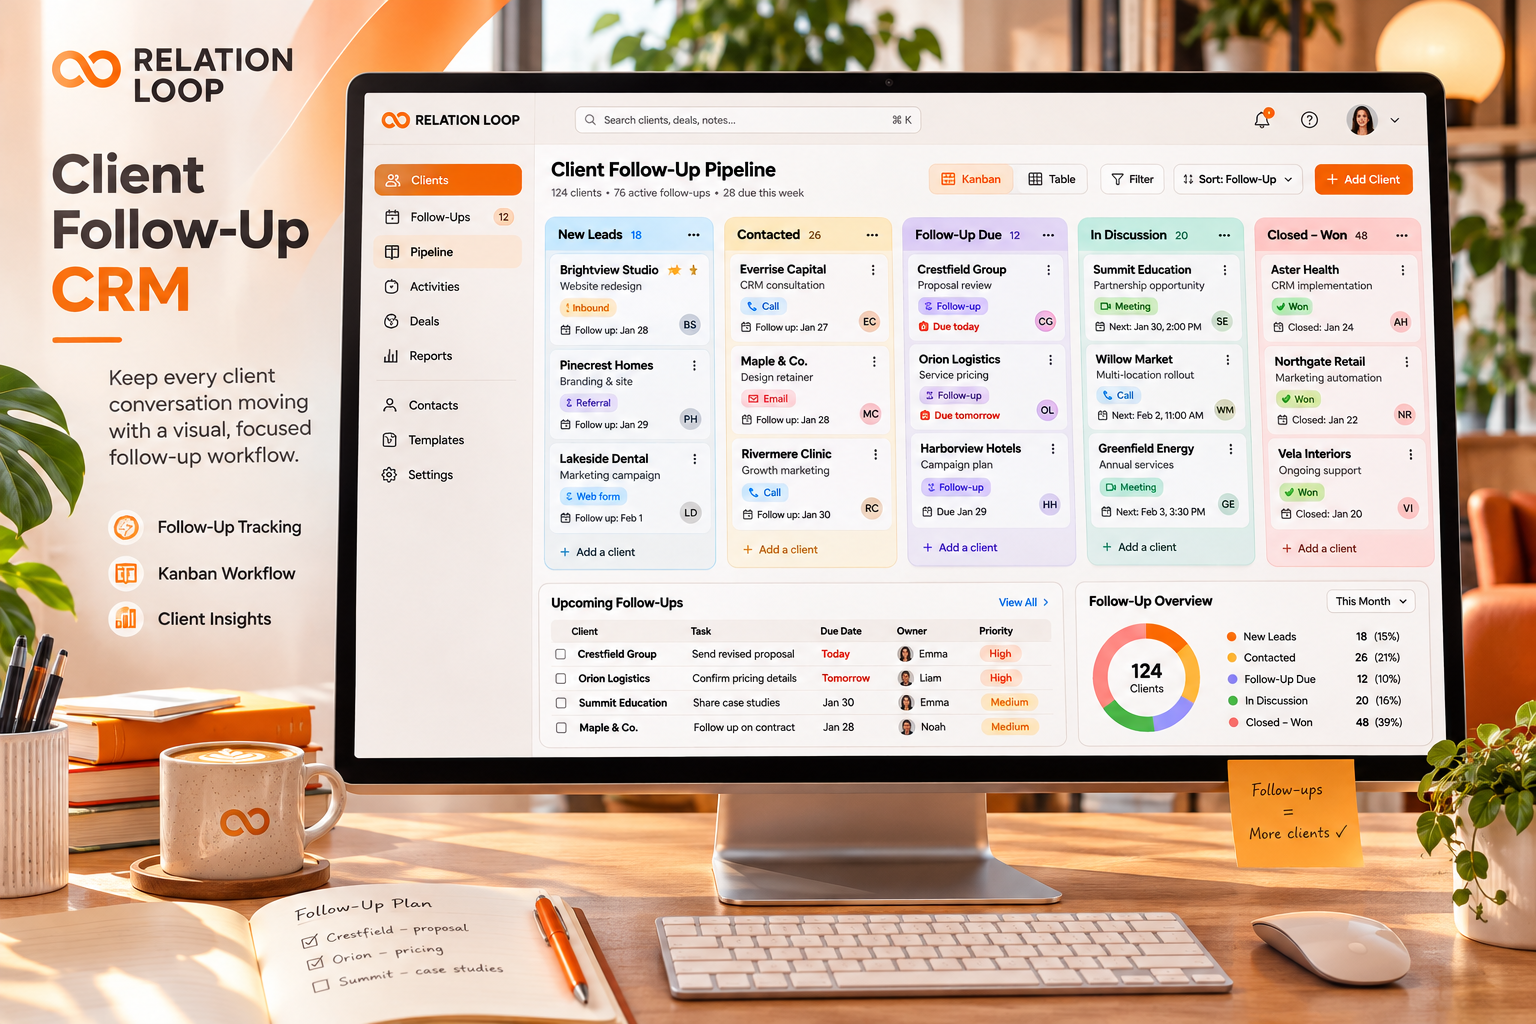 RELATION
LOOP
Client
Follow-Up
CRM
Keep every client
conversation moving
with a visual, focused
follow-up workflow.
Follow-Up Tracking
Kanban Workflow
Client Insights
RELATION LOOP
Search clients, deals, notes...
⌘ K
Clients
Follow-Ups 12
Pipeline
Activities
Deals
Reports
Contacts
Templates
Settings
Client Follow-Up Pipeline
124 clients • 76 active follow-ups • 28 due this week
Kanban
Table
Filter
Sort: Follow-Up
+ Add Client
New Leads 18
Brightview Studio
Website redesign
Inbound
Follow up: Jan 28
BS
Pinecrest Homes
Branding & site
Referral
Follow up: Jan 29
PH
Lakeside Dental
Marketing campaign
Web form
Follow up: Feb 1
LD
+ Add a client
Contacted 26
Everrise Capital
CRM consultation
Call
Follow up: Jan 27
EC
Maple & Co.
Design retainer
Email
Follow up: Jan 28
MC
Rivermere Clinic
Growth marketing
Call
Follow up: Jan 30
RC
+ Add a client
Follow-Up Due 12
Crestfield Group
Proposal review
Follow-up
Due today
CG
Orion Logistics
Service pricing
Follow-up
Due tomorrow
OL
Harborview Hotels
Campaign plan
Follow-up
Due Jan 29
HH
+ Add a client
In Discussion 20
Summit Education
Partnership opportunity
Meeting
Next: Jan 30, 2:00 PM
SE
Willow Market
Multi-location rollout
Call
Next: Feb 2, 11:00 AM
WM
Greenfield Energy
Annual services
Meeting
Next: Feb 3, 3:30 PM
GE
+ Add a client
Closed – Won 48
Aster Health
CRM implementation
Won
Closed: Jan 24
AH
Northgate Retail
Marketing automation
Won
Closed: Jan 22
NR
Vela Interiors
Ongoing support
Won
Closed: Jan 20
VI
+ Add a client
Upcoming Follow-Ups
View All
Client Task Due Date Owner Priority
Crestfield Group Send revised proposal Today Emma High
Orion Logistics Confirm pricing details Tomorrow Liam High
Summit Education Share case studies Jan 30 Emma Medium
Maple & Co. Follow up on contract Jan 28 Noah Medium
Follow-Up Overview
This Month
124
Clients
New Leads 18 (15%)
Contacted 26 (21%)
Follow-Up Due 12 (10%)
In Discussion 20 (16%)
Closed – Won 48 (39%)
Follow-ups
=
More clients ✓
Follow-Up Plan
Crestfield – proposal
Orion – pricing
Summit – case studies